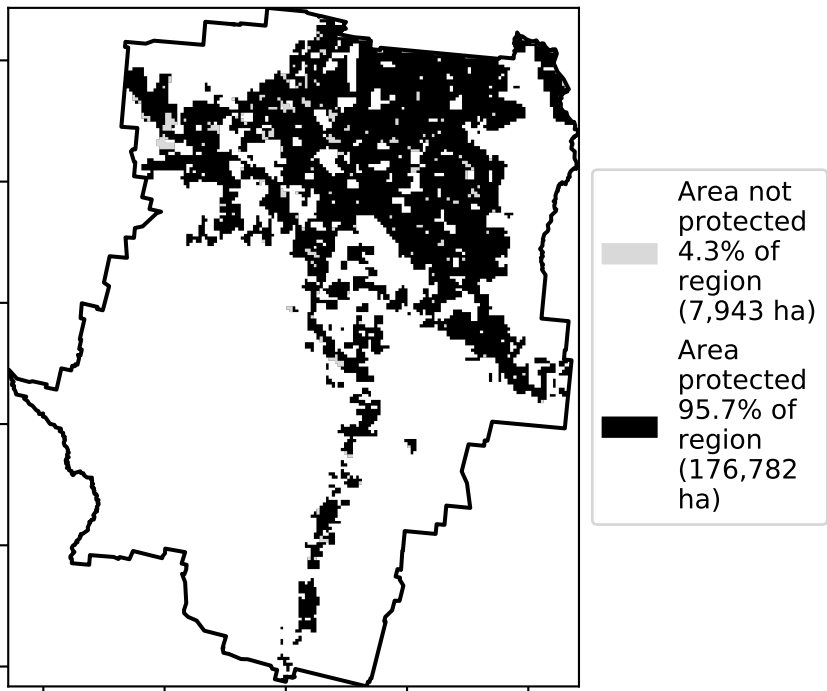 Area not
protected
4.3% of
region
(7,943 ha)
Area
protected
95.7% of
region
(176,782
ha)